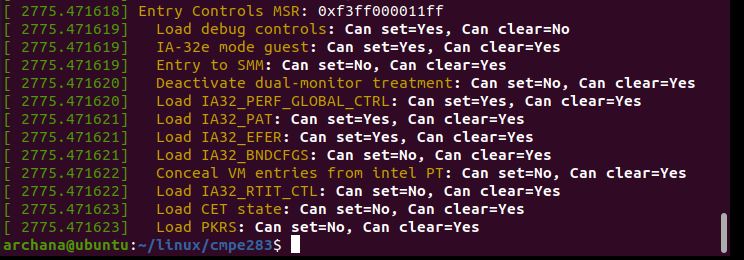 [ 2775.471618] Entry Controls MSR: 0xf3ff000011ff
[ 2775.471619]   Load debug controls: Can set=Yes, Can clear=No
[ 2775.471619]   IA-32e mode guest: Can set=Yes, Can clear=Yes
[ 2775.471619]   Entry to SMM: Can set=No, Can clear=Yes
[ 2775.471620]   Deactivate dual-monitor treatment: Can set=No, Can clear=Yes
[ 2775.471620]   Load IA32_PERF_GLOBAL_CTRL: Can set=Yes, Can clear=Yes
[ 2775.471621]   Load IA32_PAT: Can set=Yes, Can clear=Yes
[ 2775.471621]   Load IA32_EFER: Can set=Yes, Can clear=Yes
[ 2775.471621]   Load IA32_BNDCFGS: Can set=No, Can clear=Yes
[ 2775.471622]   Conceal VM entries from intel PT: Can set=No, Can clear=Yes
[ 2775.471622]   Load IA32_RTIT_CTL: Can set=No, Can clear=Yes
[ 2775.471623]   Load CET state: Can set=No, Can clear=Yes
[ 2775.471623]   Load PKRS: Can set=No, Can clear=Yes
archana@ubuntu:~/linux/cmpe283$